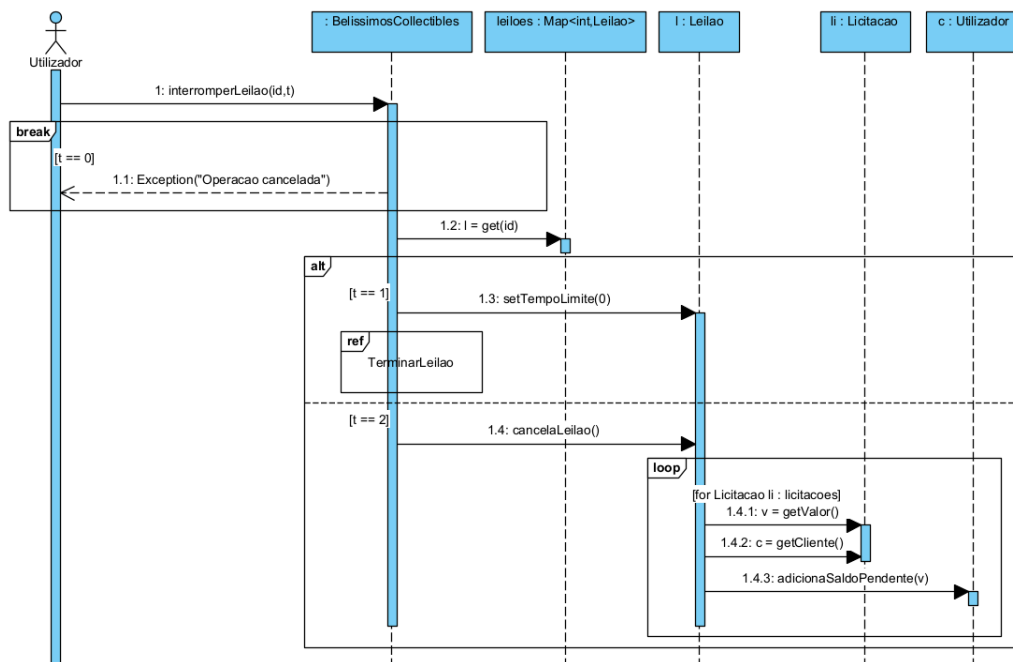 : BelissimosCollectibles
leiloes : Map<int,Leilao>
l : Leilao
li : Licitacao
c : Utilizador
Utilizador
1: interromperLeilao(id,t)
break
[t == 0]
1.1: Exception("Operacao cancelada")
1.2: l = get(id)
alt
[t == 1]
1.3: setTempoLimite(0)
ref
TerminarLeilao
[t == 2]
1.4: cancelaLeilao()
loop
[for Licitacao li : licitacoes]
1.4.1: v = getValor()
1.4.2: c = getCliente()
1.4.3: adicionaSaldoPendente(v)